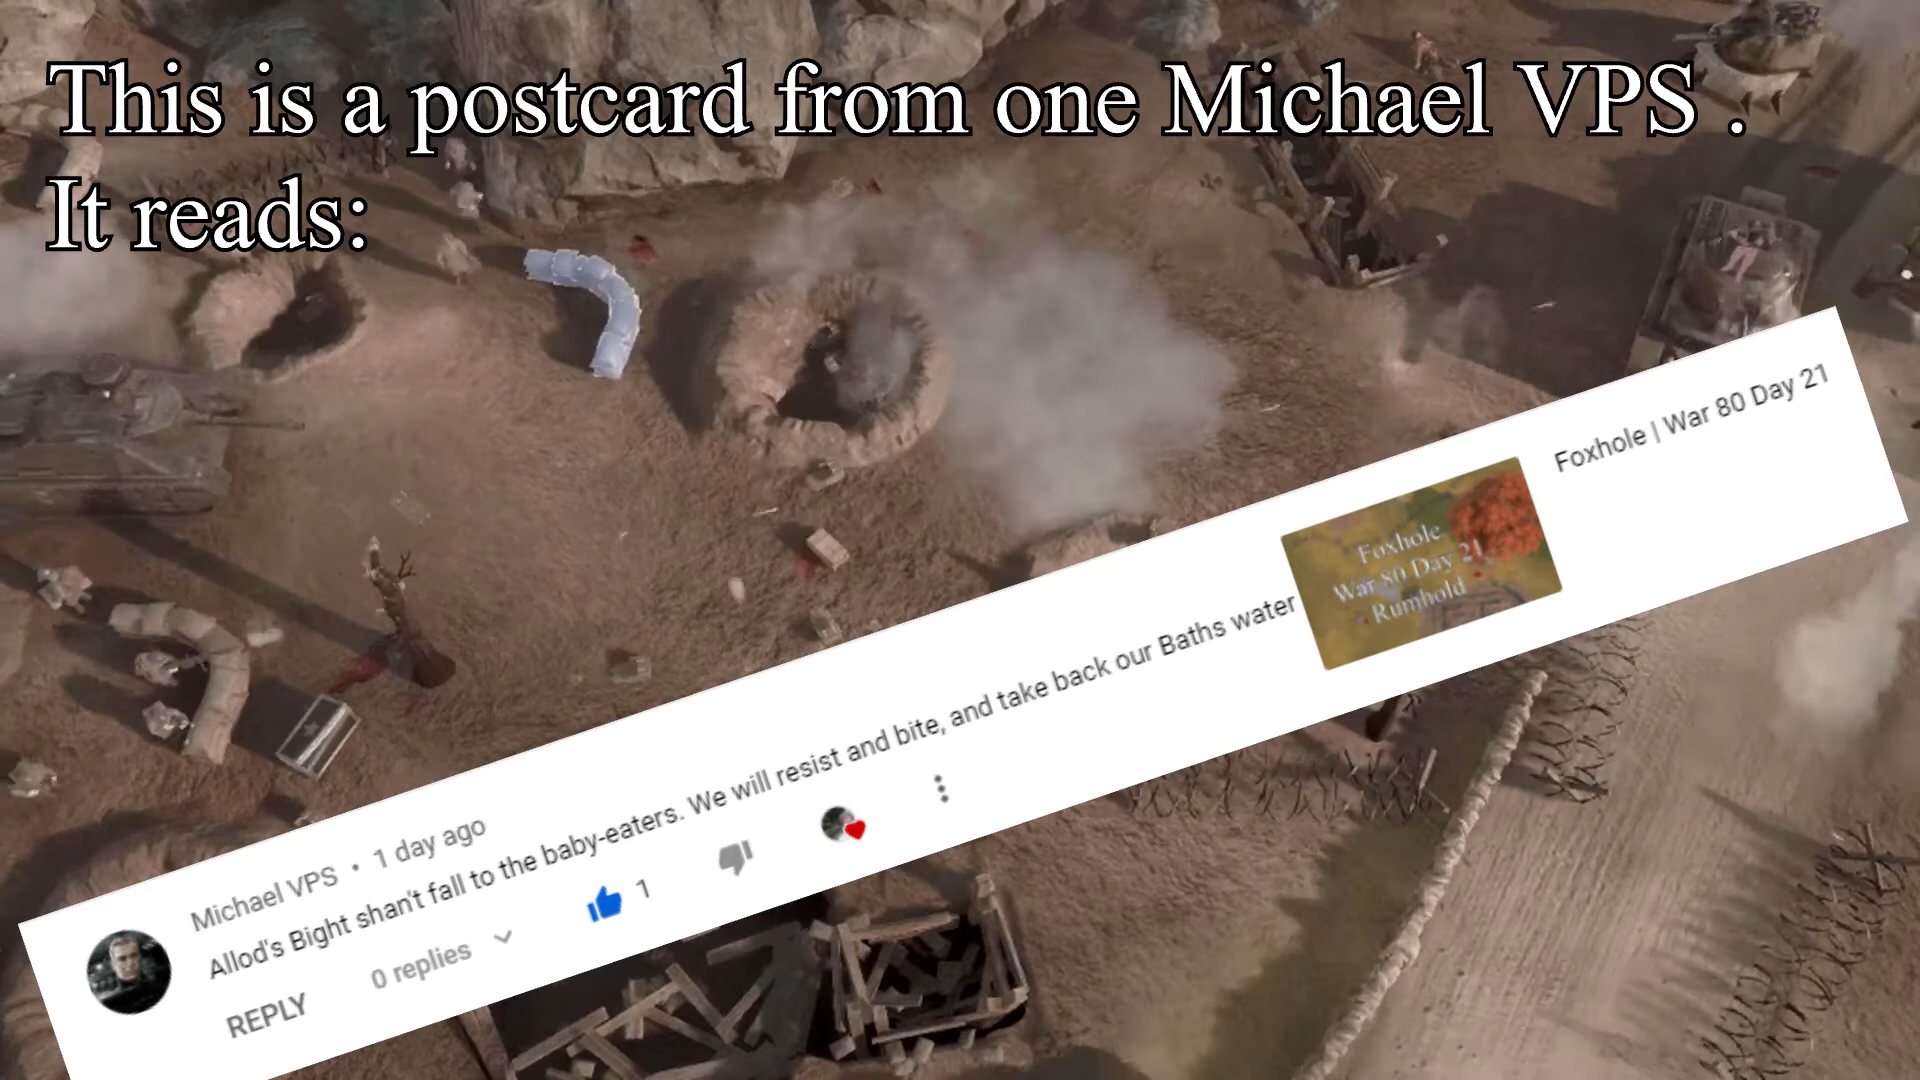 This is a postcard from one Michael VPS .
It reads:
Michael VPS • 1 day ago
Allod's Bight shan't fall to the baby-eaters. We will resist and bite, and take back our Baths water
REPLY
0 replies
1
Foxhole
War 80 Day 21
Rumhold
Foxhole | War 80 Day 21